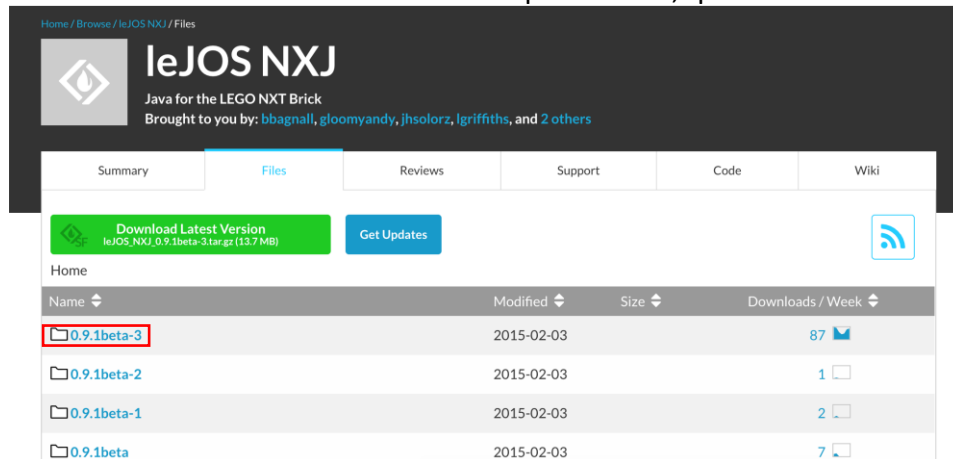 Home / Browse / leJOS NXJ / Files
leJOS NXJ
Java for the LEGO NXT Brick
Brought to you by: bbagnall, gloomyandy, jhsolorz, lgriffiths, and 2 others
Summary Files Reviews Support Code Wiki
Download Latest Version
SF leJOS_NXJ_0.9.1beta-3.tar.gz (13.7 MB)
Get Updates
Home
Name Modified Size Downloads / Week
0.9.1beta-3 2015-02-03 87
0.9.1beta-2 2015-02-03 1
0.9.1beta-1 2015-02-03 2
0.9.1beta 2015-02-03 7